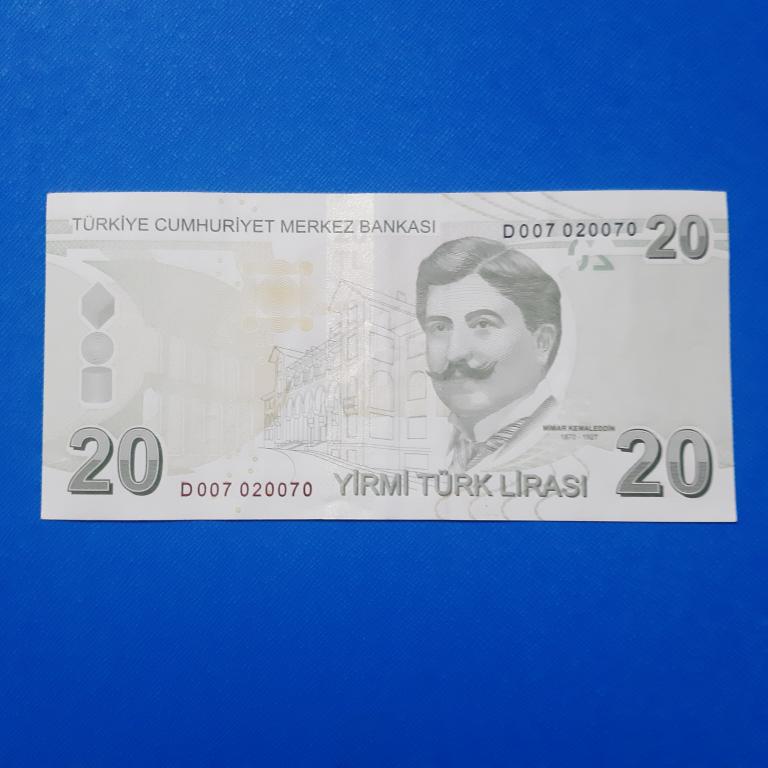 TÜRKİYE CUMHURİYET MERKEZ BANKASI
D007 020070 20
MİMAR KEMALEDDİN
1870 - 1927
20 D007 020070 YİRMİ TÜRK LİRASI 20